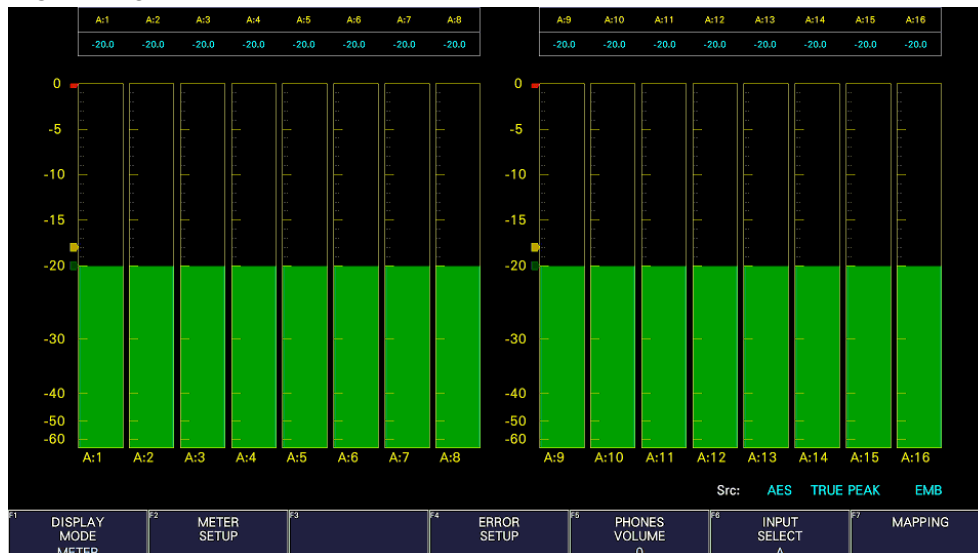 A:1 A:2 A:3 A:4 A:5 A:6 A:7 A:8 A:9 A:10 A:11 A:12 A:13 A:14 A:15 A:16
-20.0 -20.0 -20.0 -20.0 -20.0 -20.0 -20.0 -20.0 -20.0 -20.0 -20.0 -20.0 -20.0 -20.0 -20.0 -20.0
0 0
-5 -5
-10 -10
-15 -15
-20 -20
-30 -30
-40 -40
-50 -50
-60 -60
A:1 A:2 A:3 A:4 A:5 A:6 A:7 A:8 A:9 A:10 A:11 A:12 A:13 A:14 A:15 A:16
Src: AES TRUE PEAK EMB
F1 DISPLAY F2 METER F3 F4 ERROR F5 PHONES F6 INPUT F7 MAPPING
MODE SETUP SETUP VOLUME SELECT
METER 0 A